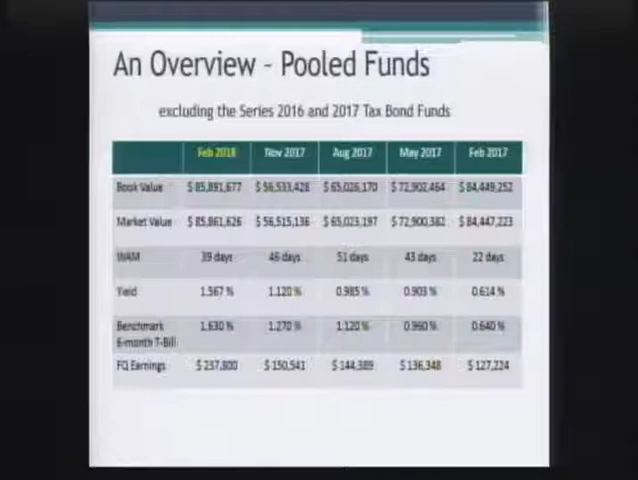 An Overview - Pooled Funds
excluding the Series 2016 and 2017 Tax Bond Funds
Feb 2018 Nov 2017 Aug 2017 May 2017 Feb 2017
Book Value $ 85,891,677 $ 56,533,428 $ 65,026,170 $ 72,902,464 $ 84,449,252
Market Value $ 85,861,626 $ 56,515,136 $ 65,023,197 $ 72,900,382 $ 84,447,223
WAM 39 days 46 days 51 days 43 days 22 days
Yield 1.567 % 1.120 % 0.985 % 0.903 % 0.614 %
Benchmark 1.630 % 1.270 % 1.120 % 0.960 % 0.640 %
6-month T-Bill
FQ Earnings $ 237,800 $ 150,541 $ 144,389 $ 136,348 $ 127,224